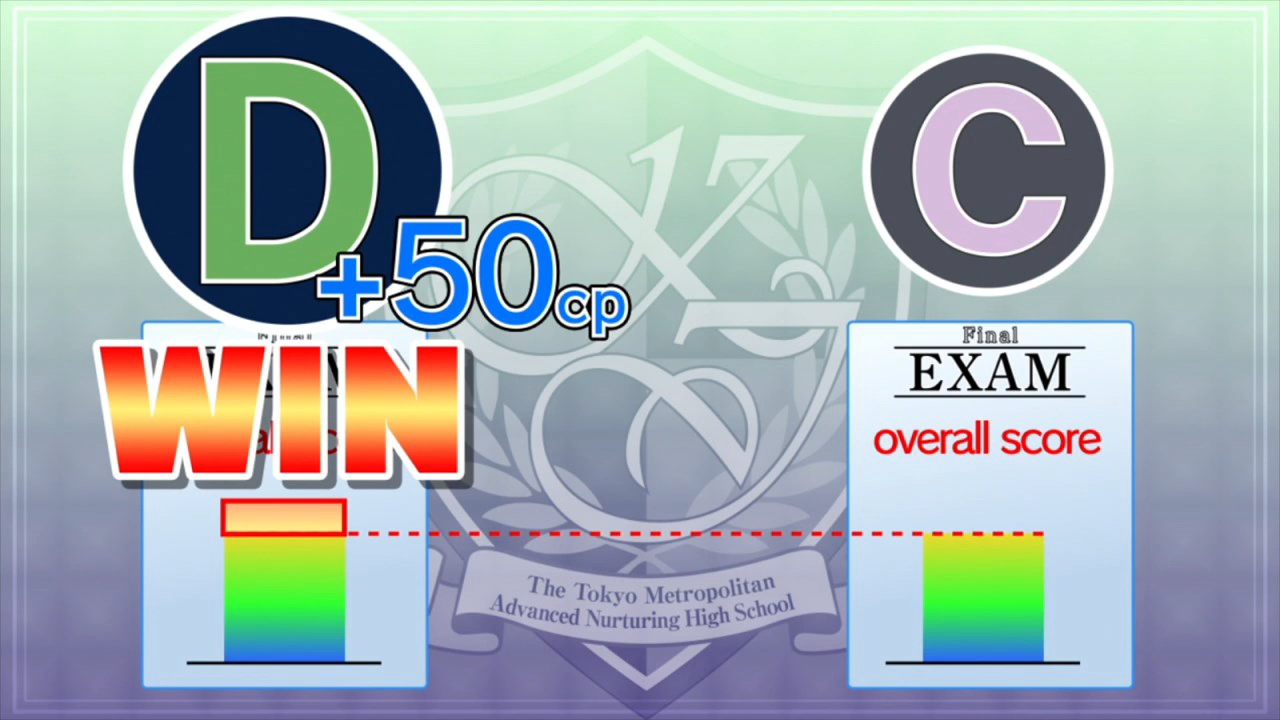 D
+50cp
WIN
C
Final
EXAM
overall score
The Tokyo Metropolitan
Advanced Nurturing High School